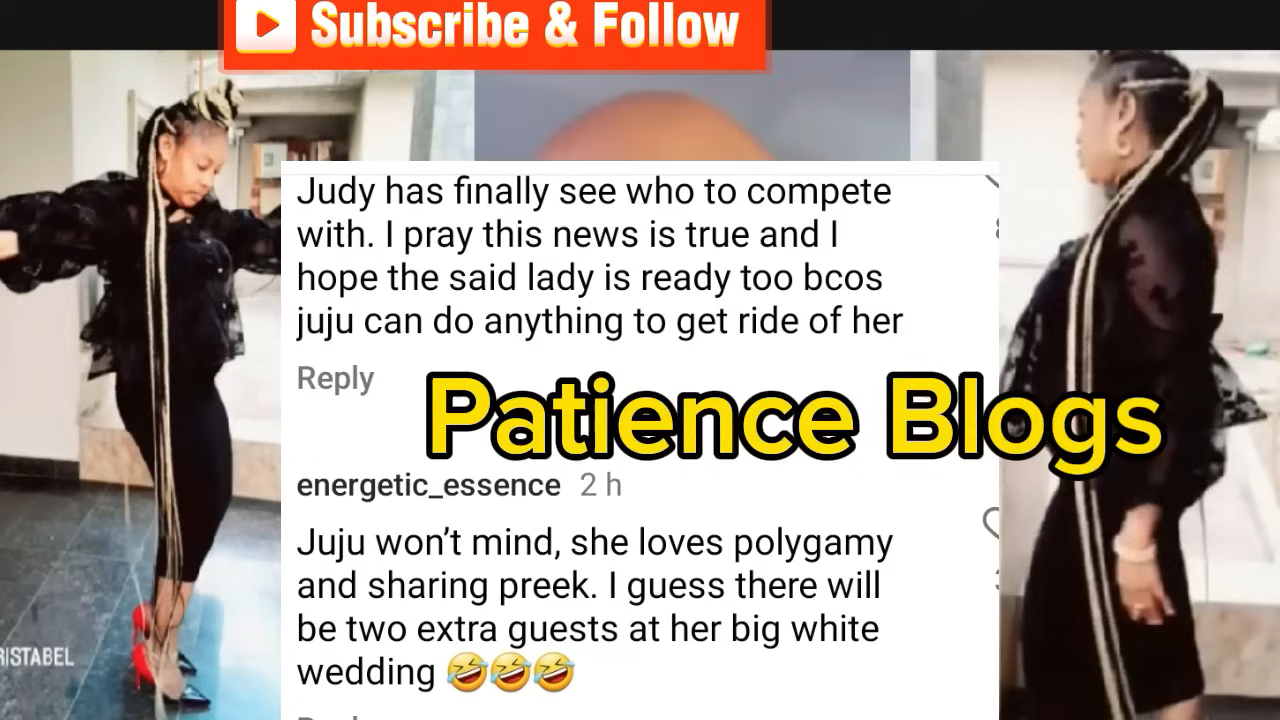 Subscribe & Follow
Judy has finally see who to compete
with. I pray this news is true and I
hope the said lady is ready too bcos
juju can do anything to get ride of her
Reply
Patience Blogs
energetic_essence 2 h
Juju won’t mind, she loves polygamy
and sharing preek. I guess there will
be two extra guests at her big white
wedding 🤣🤣🤣
RISTABEL